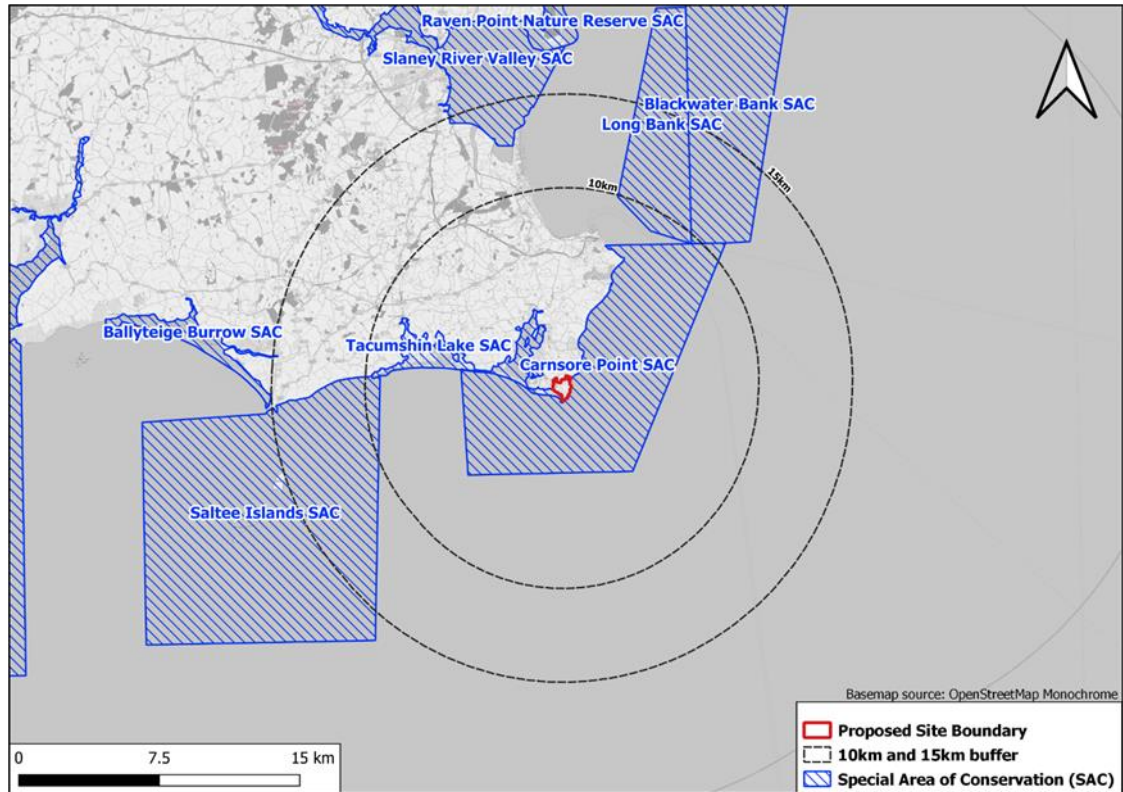 Raven Point Nature Reserve SAC
Slaney River Valley SAC
Blackwater Bank SAC
Long Bank SAC
10km
15km
Ballyteige Burrow SAC
Tacumshin Lake SAC
Carnsore Point SAC
Saltee Islands SAC
Basemap source: OpenStreetMap Monochrome
Proposed Site Boundary
10km and 15km buffer
Special Area of Conservation (SAC)
0 7.5 15 km